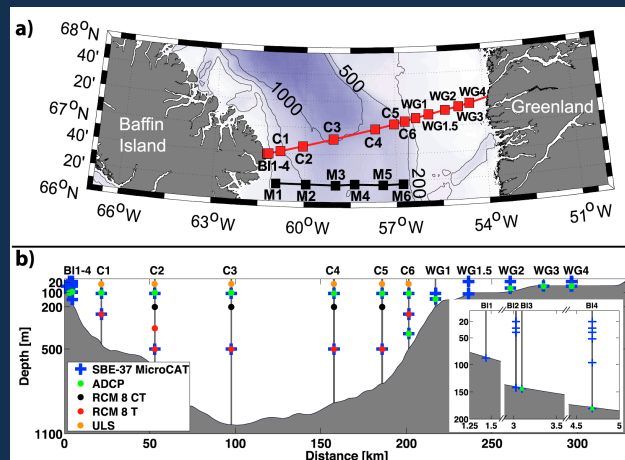 a)
68°N
40'
20'
67°N
40'
20'
66°N
1000
500
200
Baffin
Island
Greenland
BI1-4
C1
C2
C3
C4
C5
C6
WG1
WG1.5
WG2
WG3
WG4
M1
M2
M3
M4
M5
M6
66°W
63°W
60°W
57°W
54°W
51°W
b)
BI1-4 C1 C2 C3 C4 C5 C6 WG1 WG1.5 WG2 WG3 WG4
Depth [m]
20
100
200
500
1100
SBE-37 MicroCAT
ADCP
RCM 8 CT
RCM 8 T
ULS
BI1 BI2 BI3 BI4
20
50
100
150
200
1.25 1.5 3 3.5 4.5 5
0 50 100 150 200 250 300
Distance [km]